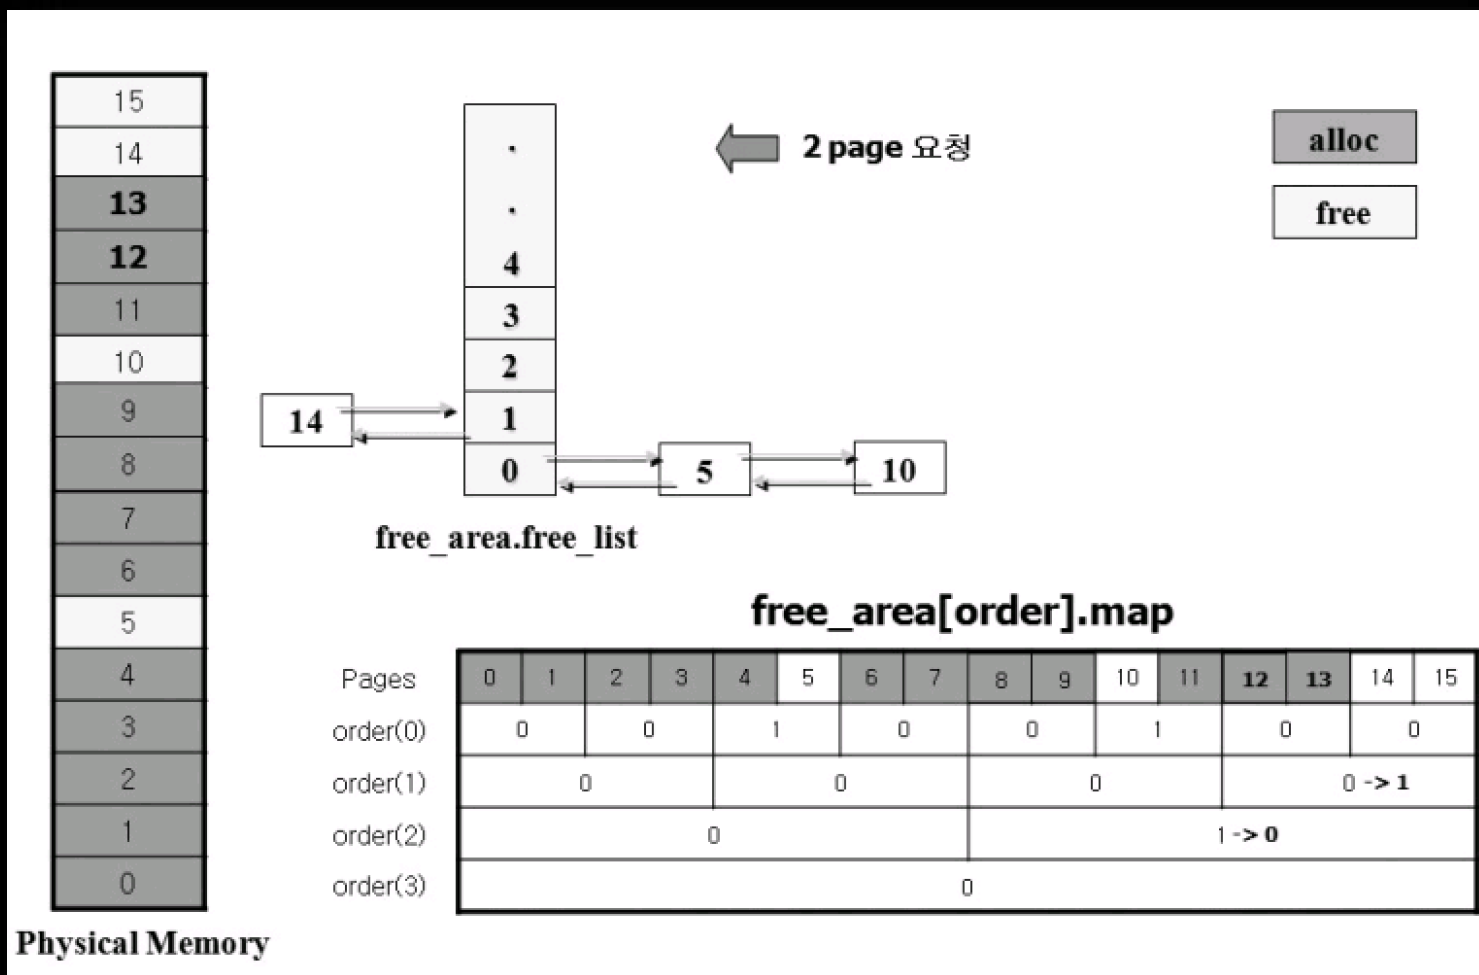 15
14
13
12
11
10
9
8
7
6
5
4
3
2
1
0
Physical Memory
.
.
4
3
2
1
0
14
5
10
free_area.free_list
2 page 요청
alloc
free
free_area[order].map
Pages 0 1 2 3 4 5 6 7 8 9 10 11 12 13 14 15
order(0) 0 0 1 0 0 1 0 0
order(1) 0 0 0 0 -> 1
order(2) 0 1 -> 0
order(3) 0